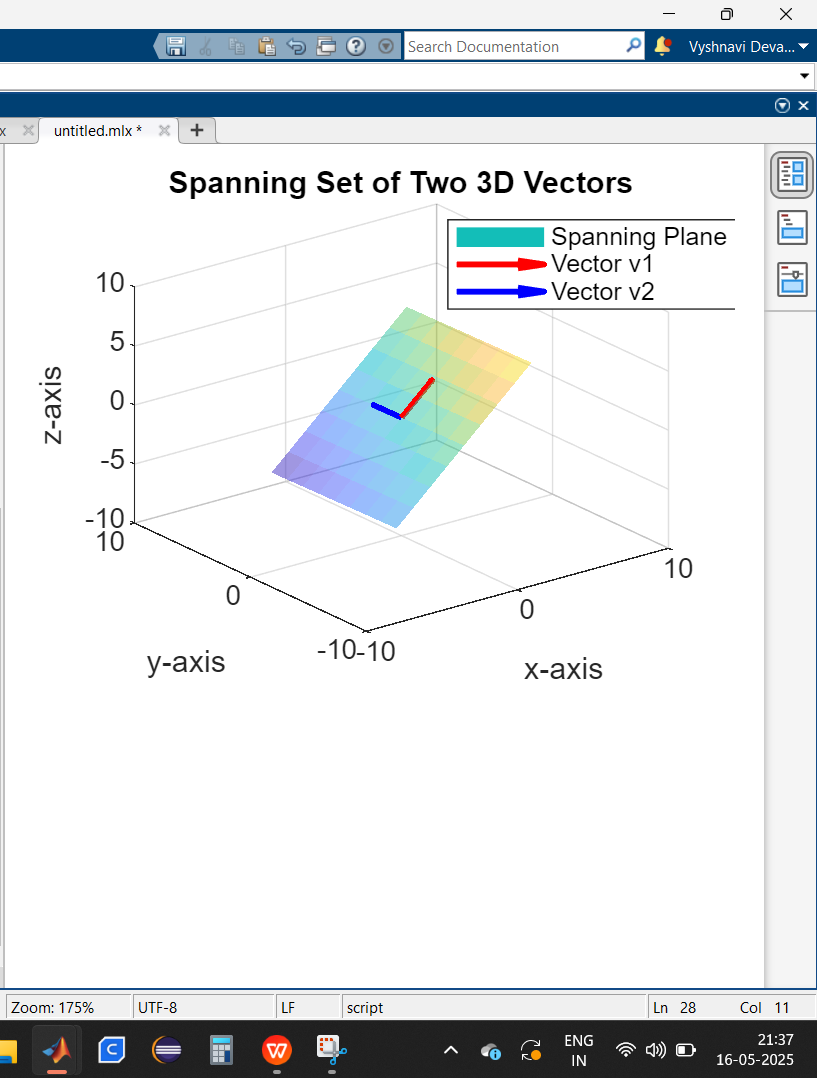 Search Documentation
Vyshnavi Deva...
x
untitled.mlx *
Spanning Set of Two 3D Vectors
Spanning Plane
Vector v1
Vector v2
10
5
0
-5
-10
z-axis
10
0
-10
y-axis
-10
0
10
x-axis
Zoom: 175%
UTF-8
LF
script
Ln 28
Col 11
ENG
IN
21:37
16-05-2025